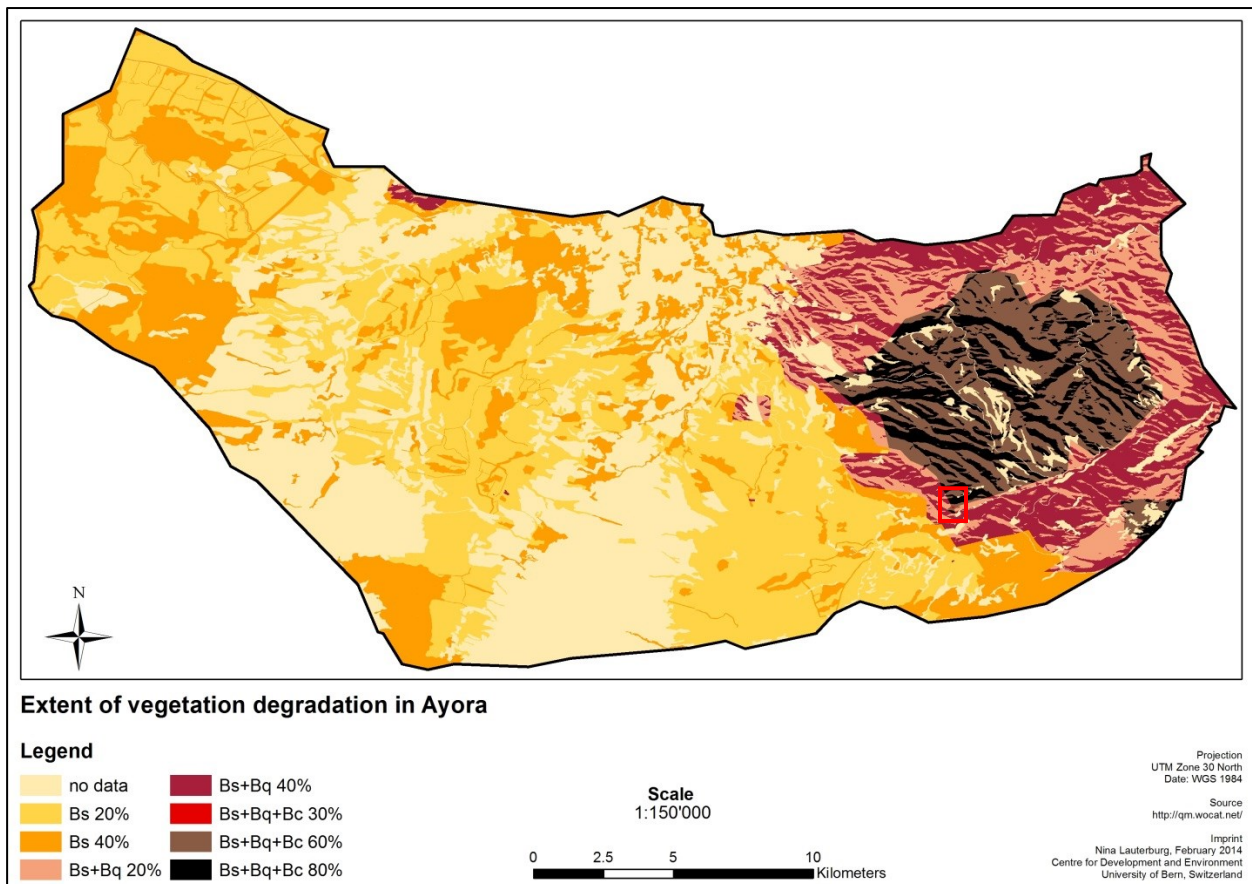 N
Extent of vegetation degradation in Ayora
Legend
no data
Bs 20%
Bs 40%
Bs+Bq 20%
Bs+Bq 40%
Bs+Bq+Bc 30%
Bs+Bq+Bc 60%
Bs+Bq+Bc 80%
Scale
1:150'000
0 2.5 5 10
Kilometers
Projection
UTM Zone 30 North
Date: WGS 1984
Source
http://qm.wocat.net/
Imprint
Nina Lauterburg, February 2014
Centre for Development and Environment
University of Bern, Switzerland